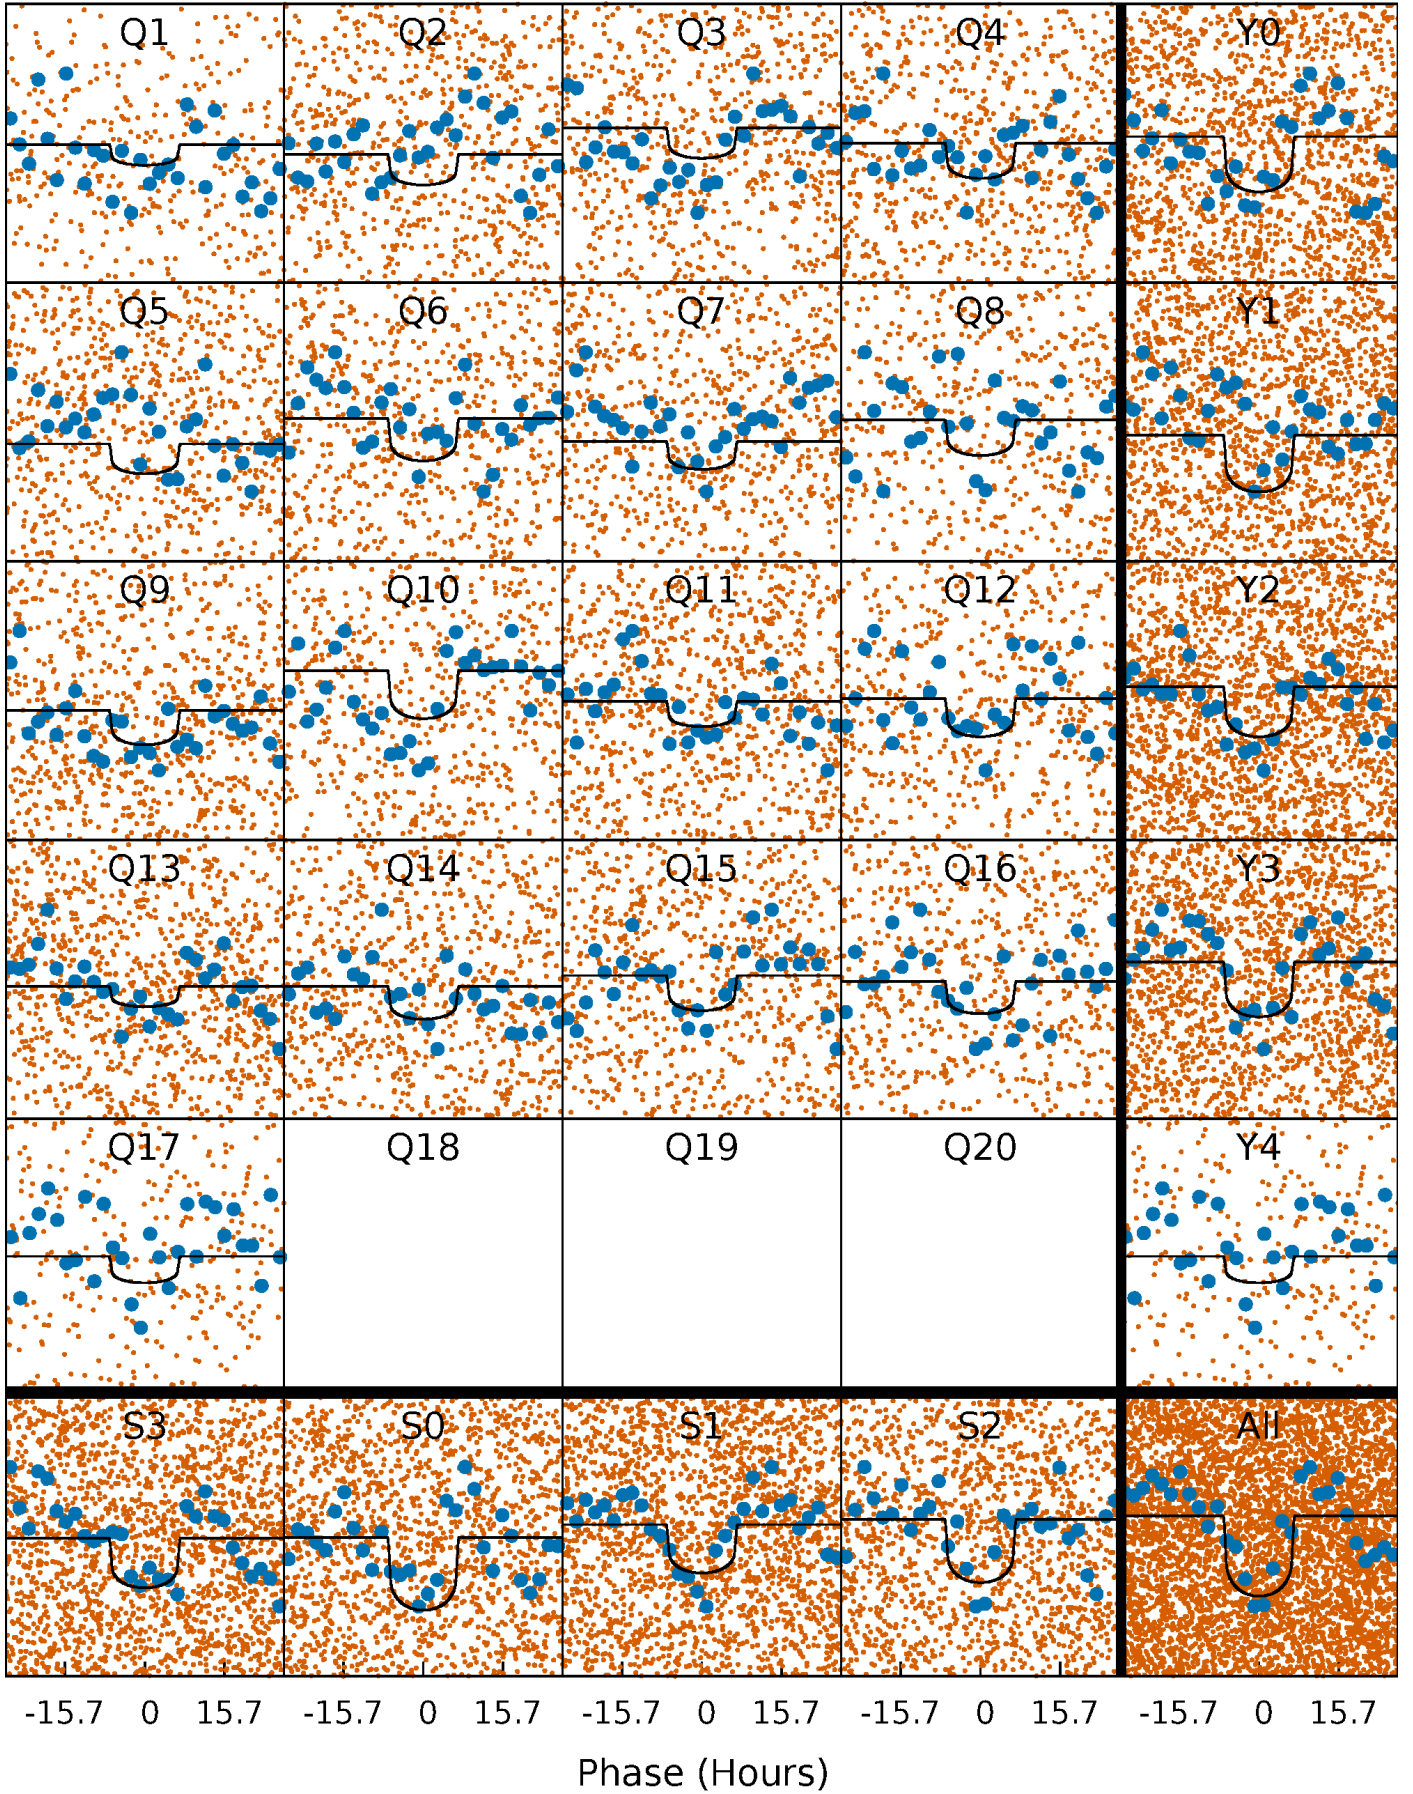 Q1 Q2 Q3 Q4 Y0
Q5 Q6 Q7 Q8 Y1
Q9 Q10 Q11 Q12 Y2
Q13 Q14 Q15 Q16 Y3
Q17 Q18 Q19 Q20 Y4
S3 S0 S1 S2 All
-15.7 0 15.7 -15.7 0 15.7 -15.7 0 15.7 -15.7 0 15.7 -15.7 0 15.7
Phase (Hours)